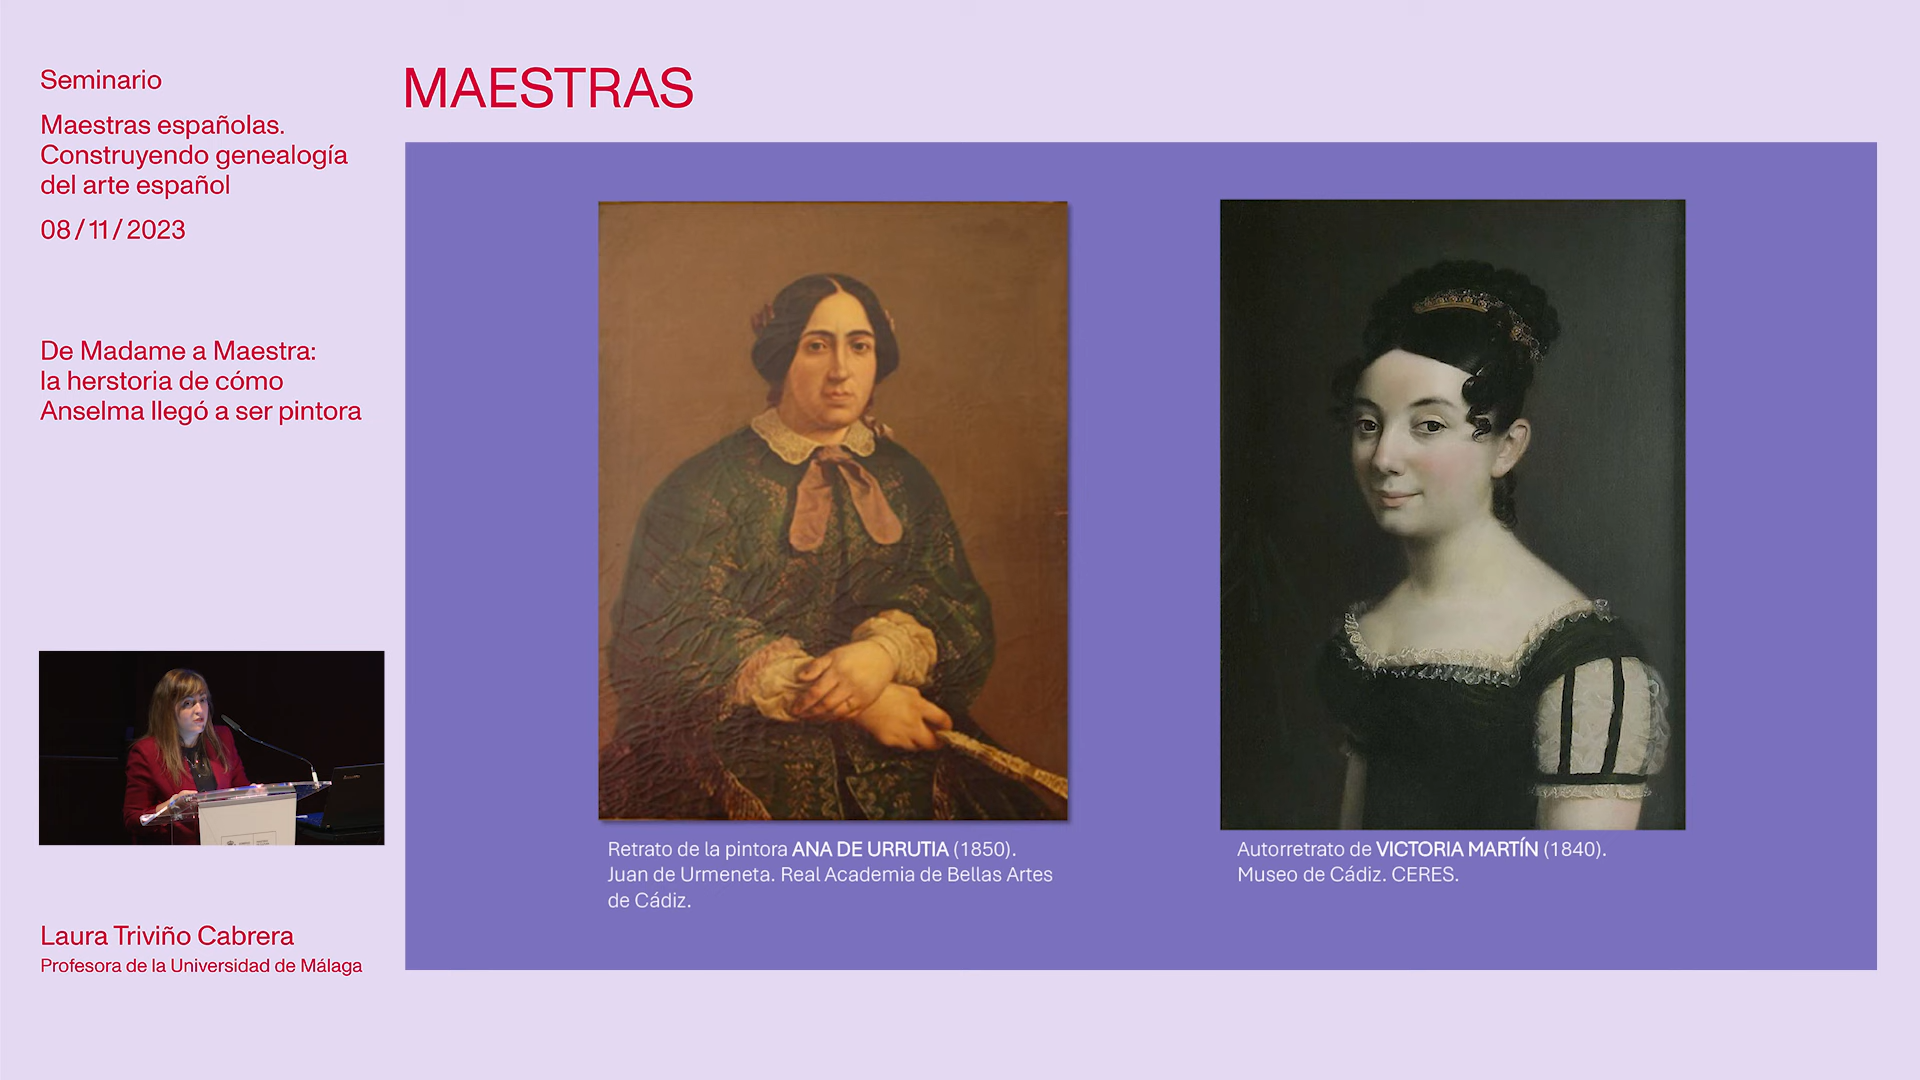 Seminario
Maestras españolas.
Construyendo genealogía
del arte español
08/11/2023
De Madame a Maestra:
la herstoria de cómo
Anselma llegó a ser pintora
Laura Triviño Cabrera
Profesora de la Universidad de Málaga
MAESTRAS
Retrato de la pintora ANA DE URRUTIA (1850).
Juan de Urmeneta. Real Academia de Bellas Artes
de Cádiz.
Autorretrato de VICTORIA MARTÍN (1840).
Museo de Cádiz. CERES.